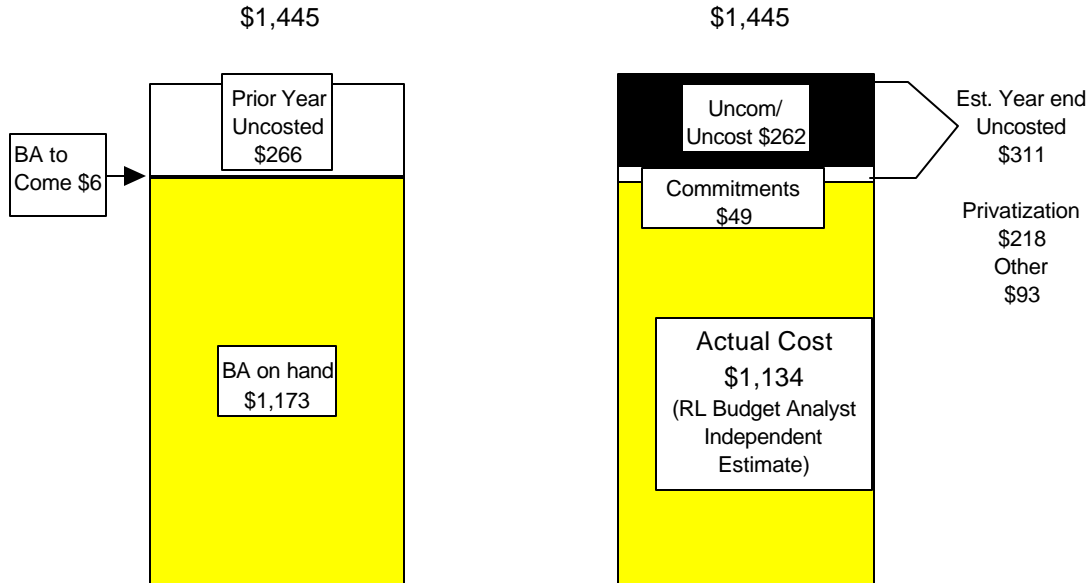 $1,445
Prior Year
Uncosted
$266
BA to
Come $6
BA on hand
$1,173
$1,445
Uncom/
Uncost $262
Commitments
$49
Actual Cost
$1,134
(RL Budget Analyst
Independent
Estimate)
Est. Year end
Uncosted
$311
Privatization
$218
Other
$93